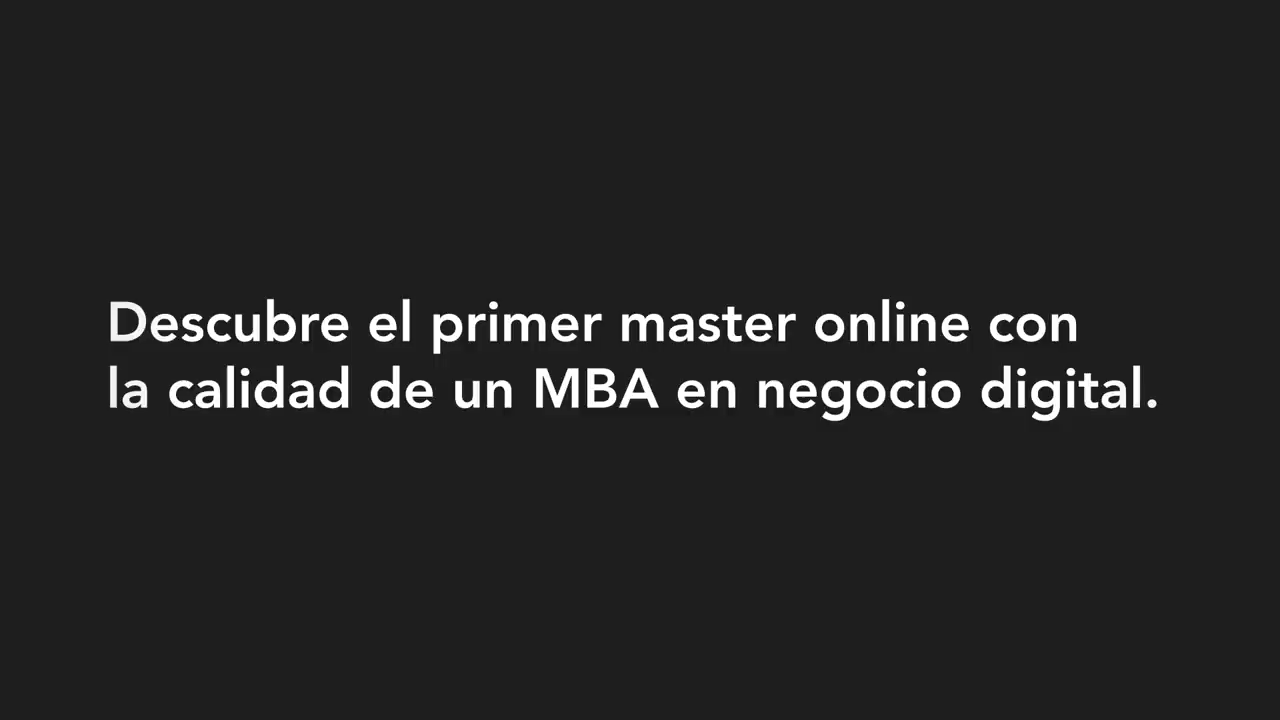 Descubre el primer master online con
la calidad de un MBA en negocio digital.